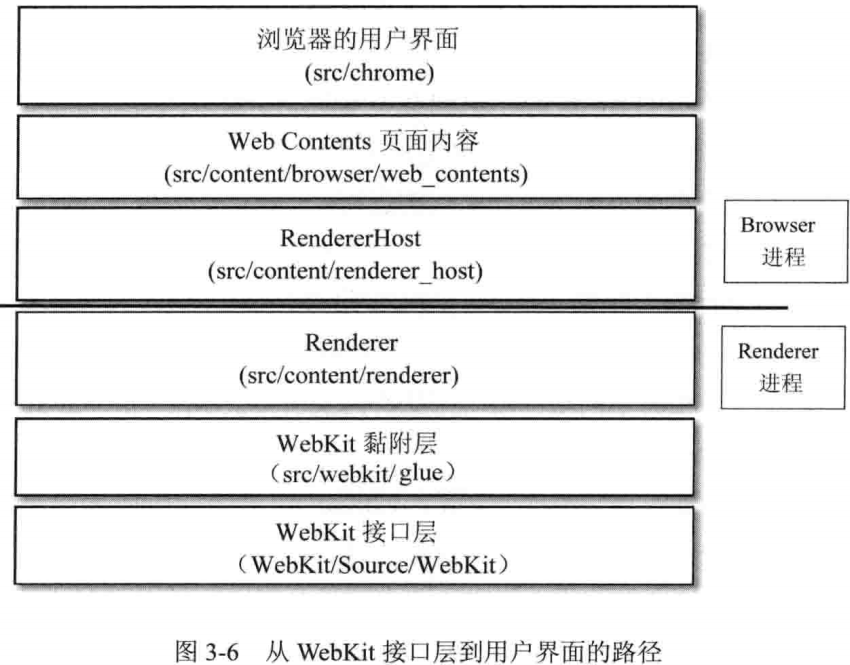 浏览器的用户界面
(src/chrome)
Web Contents 页面内容
(src/content/browser/web_contents)
RendererHost
(src/content/renderer_host)
Browser
进程
Renderer
(src/content/renderer)
Renderer
进程
WebKit 黏附层
（src/webkit/glue）
WebKit 接口层
（WebKit/Source/WebKit）
图 3-6 从 WebKit 接口层到用户界面的路径